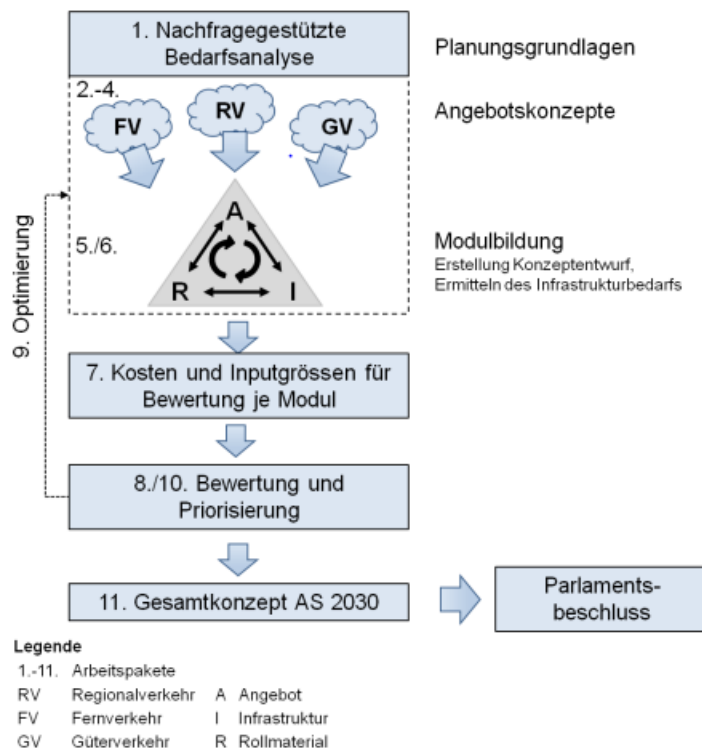 1. Nachfragegestützte
Bedarfsanalyse
Planungsgrundlagen
2.-4.
FV
RV
GV
Angebotskonzepte
9. Optimierung
5./6.
A
R
I
Modulbildung
Erstellung Konzeptentwurf,
Ermitteln des Infrastrukturbedarfs
7. Kosten und Inputgrössen für
Bewertung je Modul
8./10. Bewertung und
Priorisierung
11. Gesamtkonzept AS 2030
Parlaments-
beschluss
Legende
1.-11. Arbeitspakete
RV Regionalverkehr A Angebot
FV Fernverkehr I Infrastruktur
GV Güterverkehr R Rollmaterial